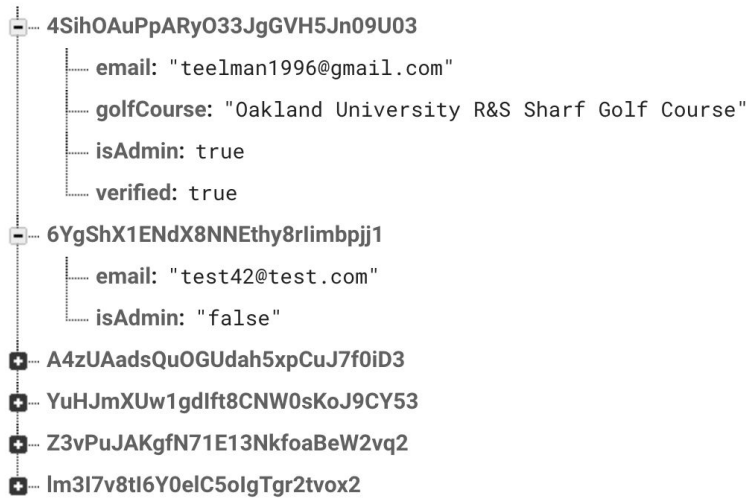 4SihOAuPpARyO33JgGVH5Jn09U03
email: "teelman1996@gmail.com"
golfCourse: "Oakland University R&S Sharf Golf Course"
isAdmin: true
verified: true
6YgShX1ENdX8NNEthy8rIimbpjj1
email: "test42@test.com"
isAdmin: "false"
A4zUAadsQuOGUdah5xpCuJ7f0iD3
YuHJmXUw1gdIft8CNW0sKoJ9CY53
Z3vPuJAKgfN71E13NkfoaBeW2vq2
lm3I7v8tI6Y0elC5oIgTgr2tvox2